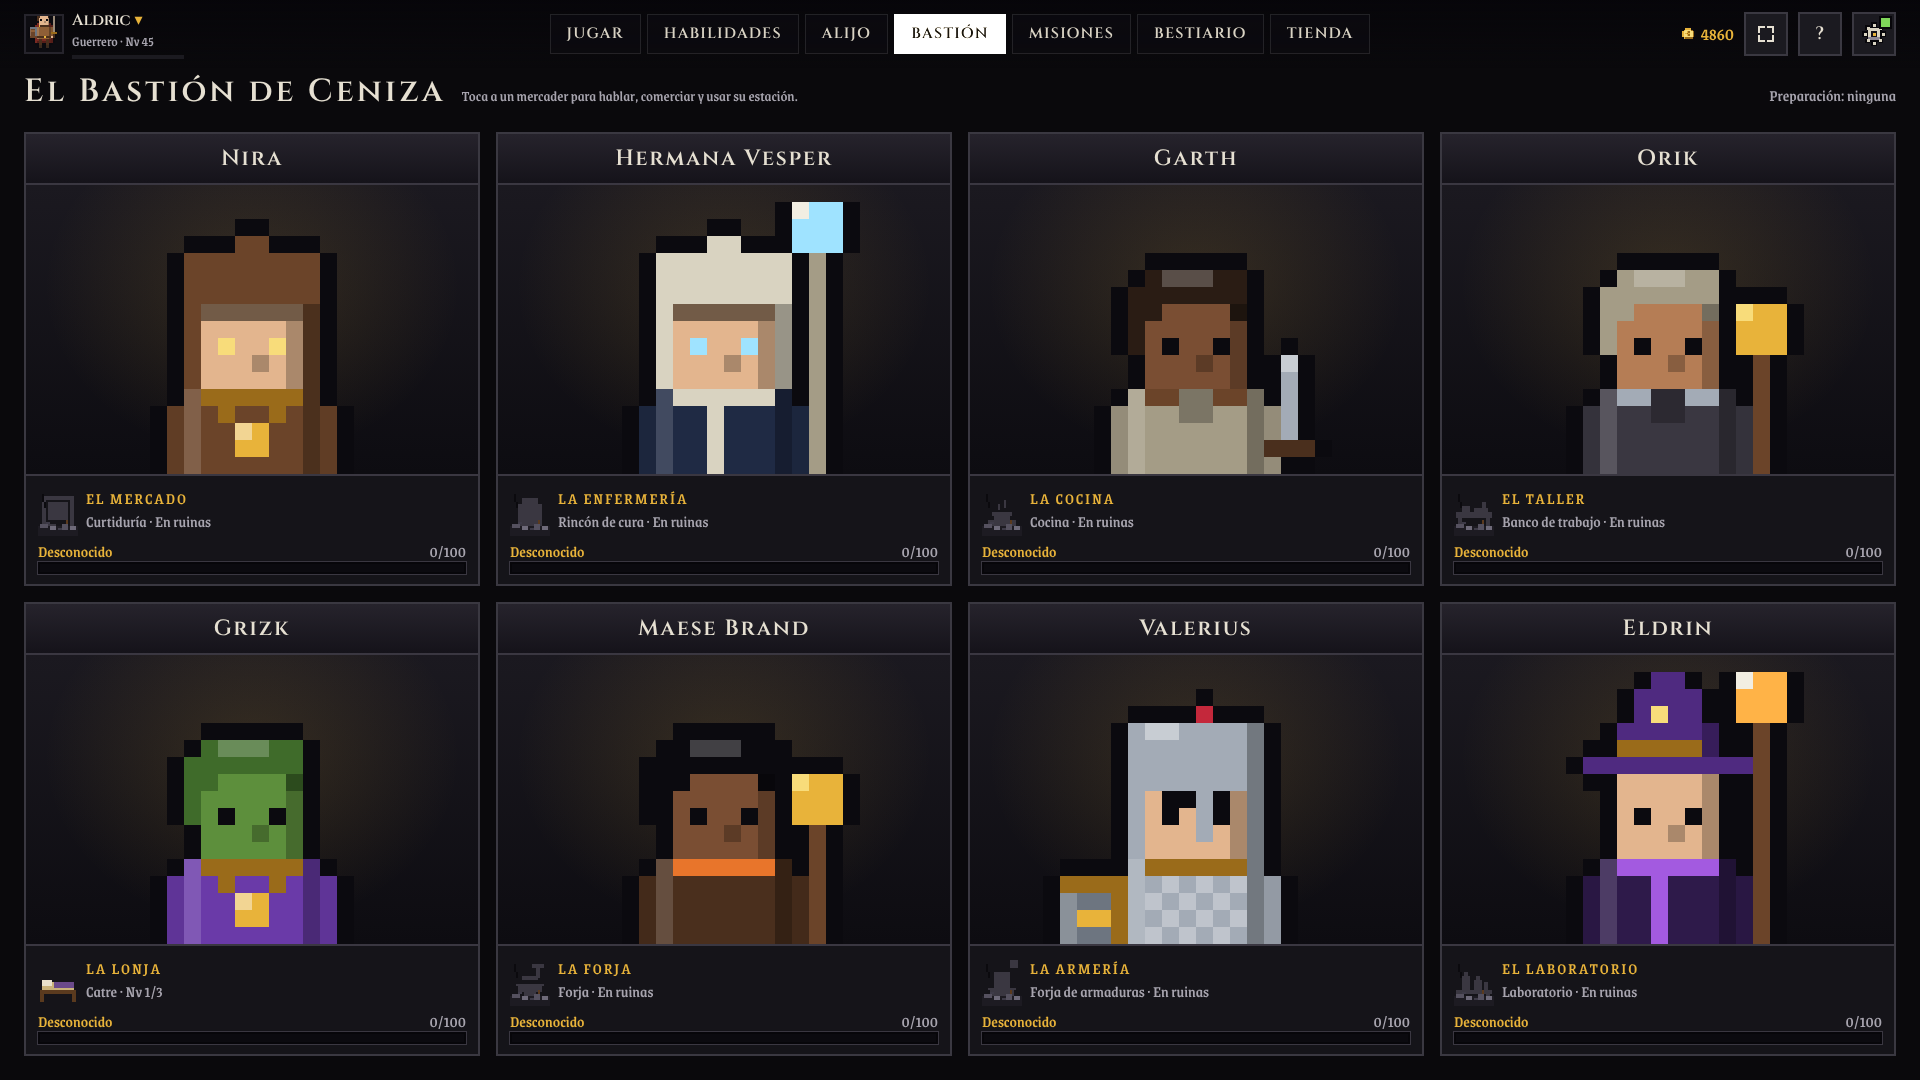 ALDRIC ▼
Guerrero · Nv 45
JUGAR
HABILIDADES
ALIJO
BASTIÓN
MISIONES
BESTIARIO
TIENDA
4860
?
EL BASTIÓN DE CENIZA
Toca a un mercader para hablar, comerciar y usar su estación.
Preparación: ninguna
NIRA
HERMANA VESPER
GARTH
ORIK
EL MERCADO
Curtiduría · En ruinas
Desconocido 0/100
LA ENFERMERÍA
Rincón de cura · En ruinas
Desconocido 0/100
LA COCINA
Cocina · En ruinas
Desconocido 0/100
EL TALLER
Banco de trabajo · En ruinas
Desconocido 0/100
GRIZK
MAESE BRAND
VALERIUS
ELDRIN
LA LONJA
Catre · Nv 1/3
Desconocido 0/100
LA FORJA
Forja · En ruinas
Desconocido 0/100
LA ARMERÍA
Forja de armaduras · En ruinas
Desconocido 0/100
EL LABORATORIO
Laboratorio · En ruinas
Desconocido 0/100